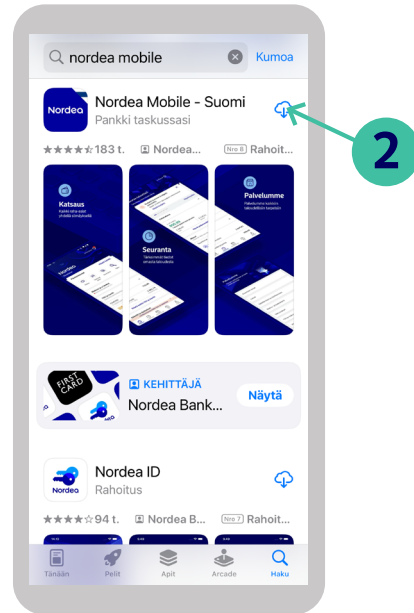 nordea mobile
Kumoa
Nordea
Nordea Mobile - Suomi
Pankki taskussasi
2
183 t.
Nordea...
Nro 8
Rahoit...
Katsaus
Seuranta
Palvelumme
Nordea
FIRST CARD
KEHITTÄJÄ
Nordea Bank...
Näytä
Nordea
Nordea ID
Rahoitus
94 t.
Nordea B...
Nro 7
Rahoit...
Tänään
Pelit
Apit
Arcade
Haku